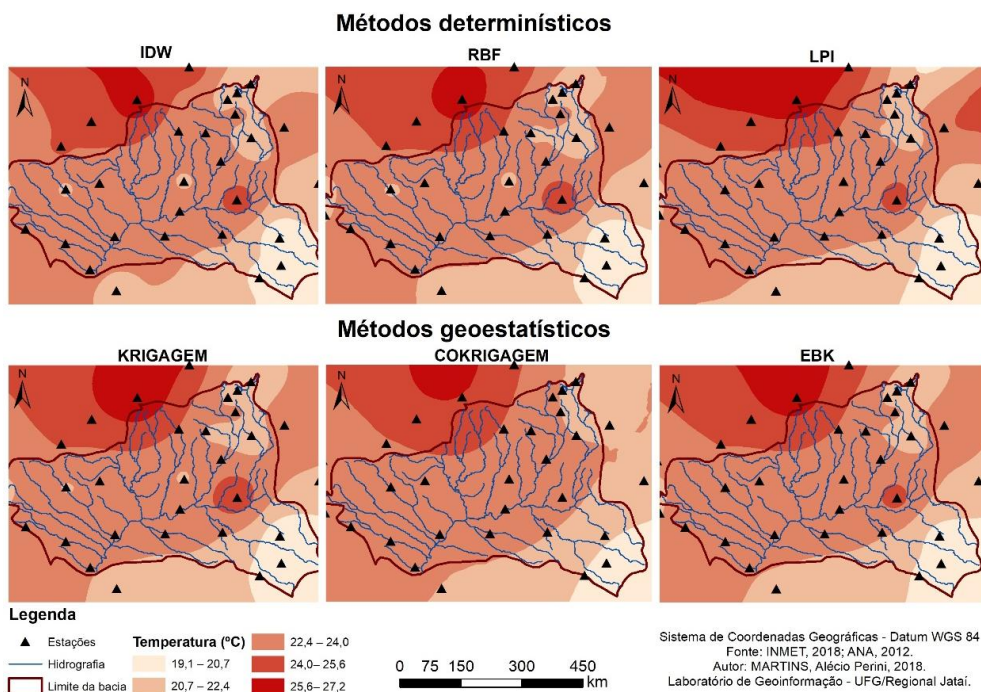 Métodos determinísticos
IDW
RBF
LPI
N
N
N
Métodos geoestatísticos
KRIGAGEM
COKRIGAGEM
EBK
N
N
N
Legenda
Estações
Hidrografia
Limite da bacia
Temperatura (ºC)
19,1 – 20,7
20,7 – 22,4
22,4 – 24,0
24,0 – 25,6
25,6 – 27,2
0 75 150 300 450
km
Sistema de Coordenadas Geográficas - Datum WGS 84
Fonte: INMET, 2018; ANA, 2012.
Autor: MARTINS, Alécio Perini, 2018.
Laboratório de Geoinformação - UFG/Regional Jataí.